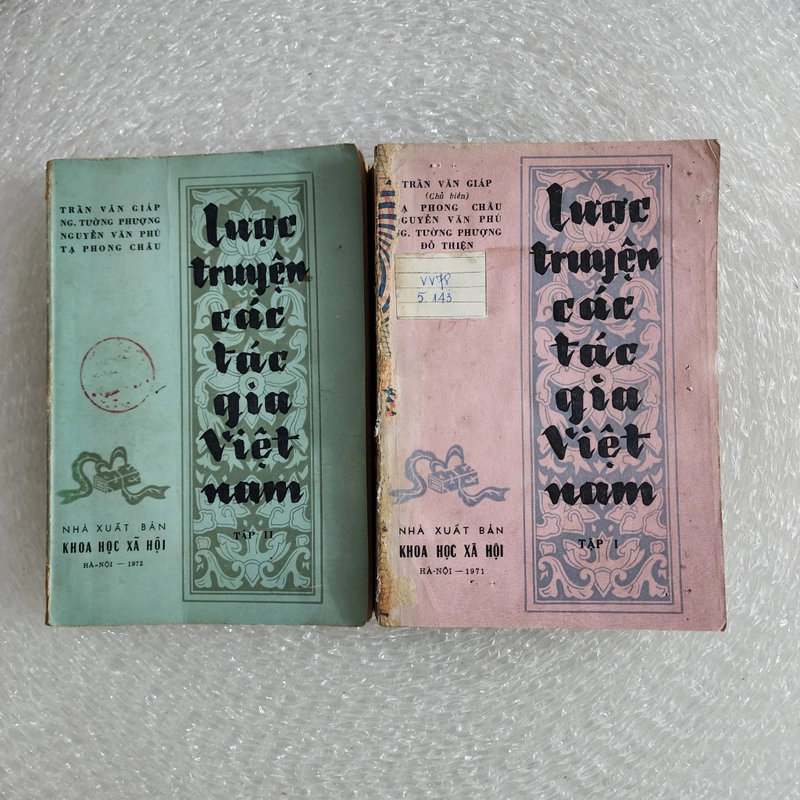 TRẦN VĂN GIÁP
NG. TƯỜNG PHƯỢNG
NGUYỄN VĂN PHÚ
TẠ PHONG CHÂU
lược
truyện
các
tác
gia
Việt
nam
TẬP II
NHÀ XUẤT BẢN
KHOA HỌC XÃ HỘI
HÀ-NỘI — 1972
TRẦN VĂN GIÁP
(Chủ biên)
TẠ PHONG CHÂU
NGUYỄN VĂN PHÚ
NG. TƯỜNG PHƯỢNG
ĐỖ THIỆN
VV78
5.143
lược
truyện
các
tác
gia
Việt
nam
TẬP I
NHÀ XUẤT BẢN
KHOA HỌC XÃ HỘI
HÀ-NỘI — 1971